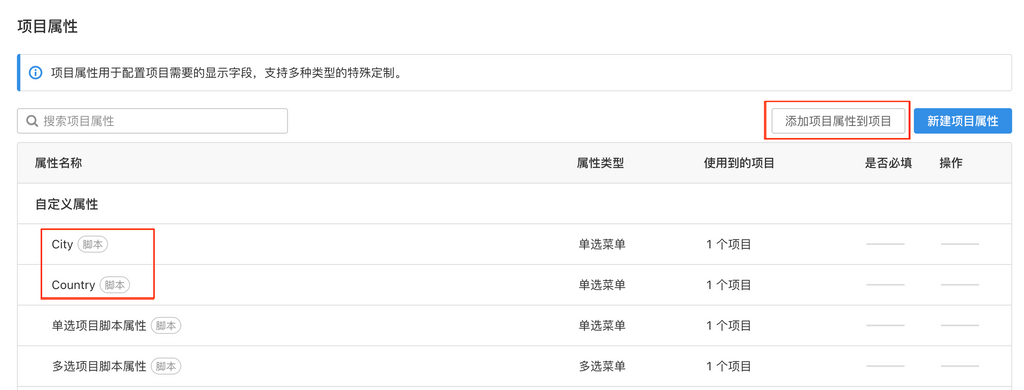 项目属性
项目属性用于配置项目需要的显示字段，支持多种类型的特殊定制。
搜索项目属性 添加项目属性到项目 新建项目属性
属性名称 属性类型 使用到的项目 是否必填 操作
自定义属性
City 脚本 单选菜单 1 个项目
Country 脚本 单选菜单 1 个项目
单选项目脚本属性 脚本 单选菜单 1 个项目
多选项目脚本属性 脚本 多选菜单 1 个项目